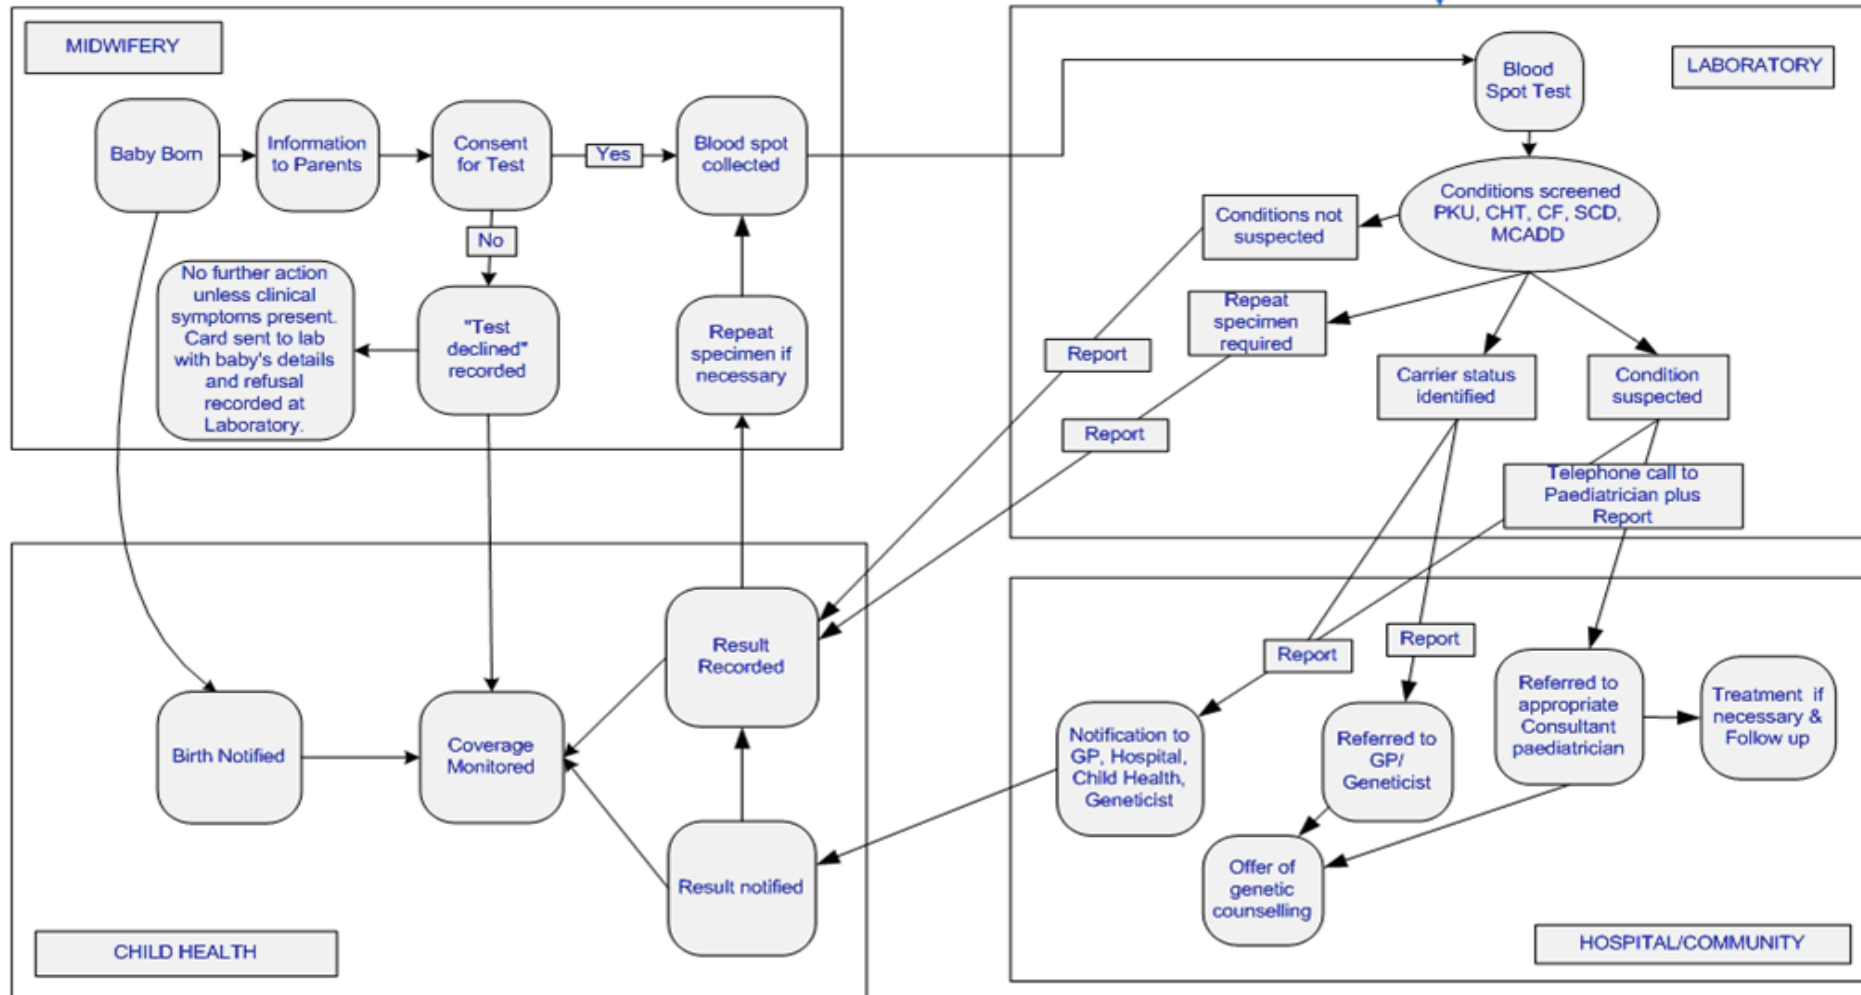 MIDWIFERY
Baby Born
Information
to Parents
Consent
for Test
Yes
Blood spot
collected
No
No further action
unless clinical
symptoms present.
Card sent to lab
with baby's details
and refusal
recorded at
Laboratory.
"Test
declined"
recorded
Repeat
specimen if
necessary
LABORATORY
Blood
Spot Test
Conditions screened
PKU, CHT, CF, SCD,
MCADD
Conditions not
suspected
Repeat
specimen
required
Report
Report
Carrier status
identified
Condition
suspected
Telephone call to
Paediatrician plus
Report
CHILD HEALTH
Birth Notified
Coverage
Monitored
Result
Recorded
Result notified
Report
Report
Notification to
GP, Hospital,
Child Health,
Geneticist
Referred to
GP/
Geneticist
Referred to
appropriate
Consultant
paediatrician
Treatment if
necessary &
Follow up
Offer of
genetic
counselling
HOSPITAL/COMMUNITY